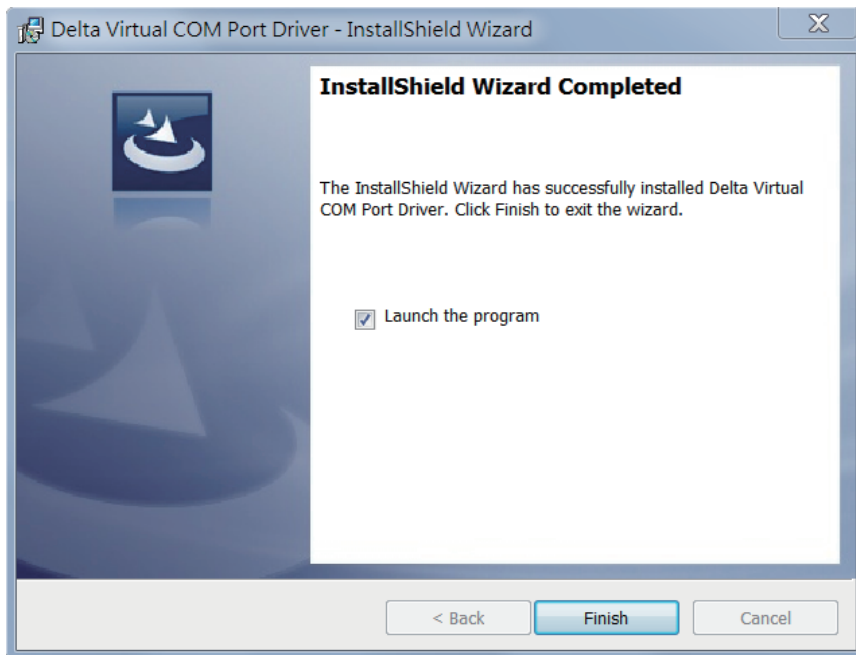 Delta Virtual COM Port Driver - InstallShield Wizard
InstallShield Wizard Completed
The InstallShield Wizard has successfully installed Delta Virtual
COM Port Driver. Click Finish to exit the wizard.
Launch the program
< Back
Finish
Cancel